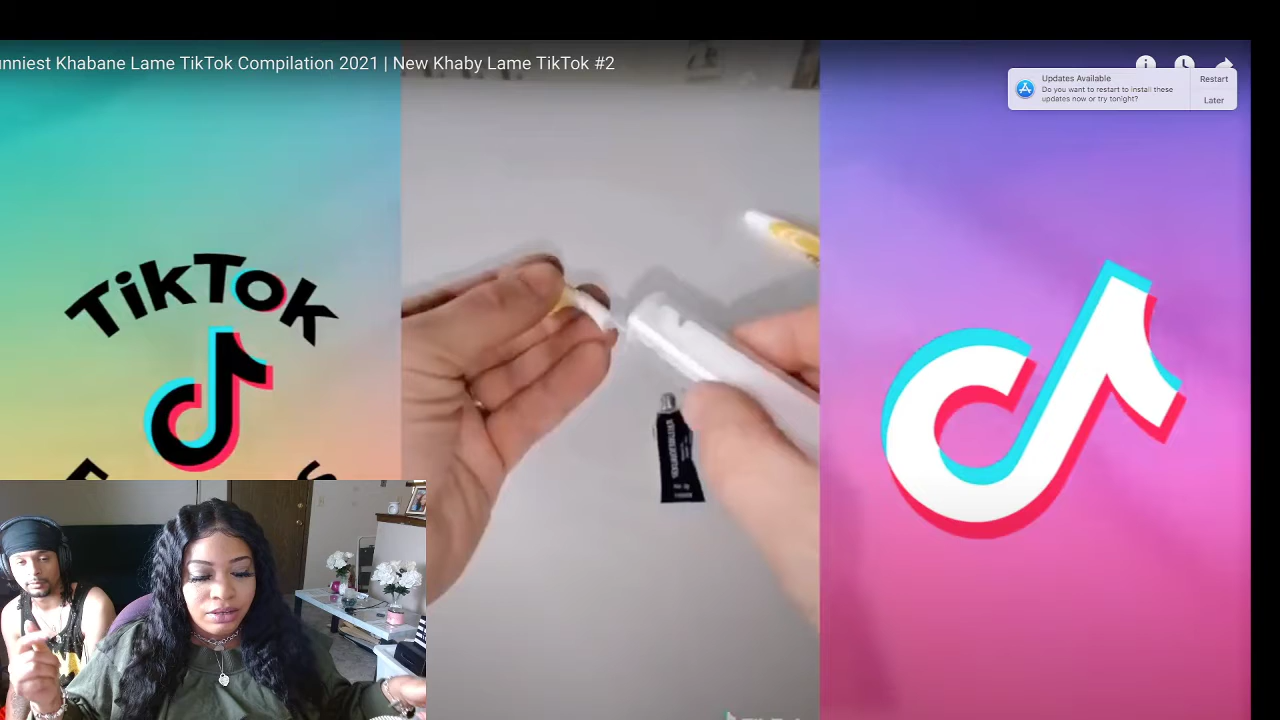 unniest Khabane Lame TikTok Compilation 2021 | New Khaby Lame TikTok #2
Updates Available
Do you want to restart to install these
updates now or try tonight?
Restart
Later
TikTok